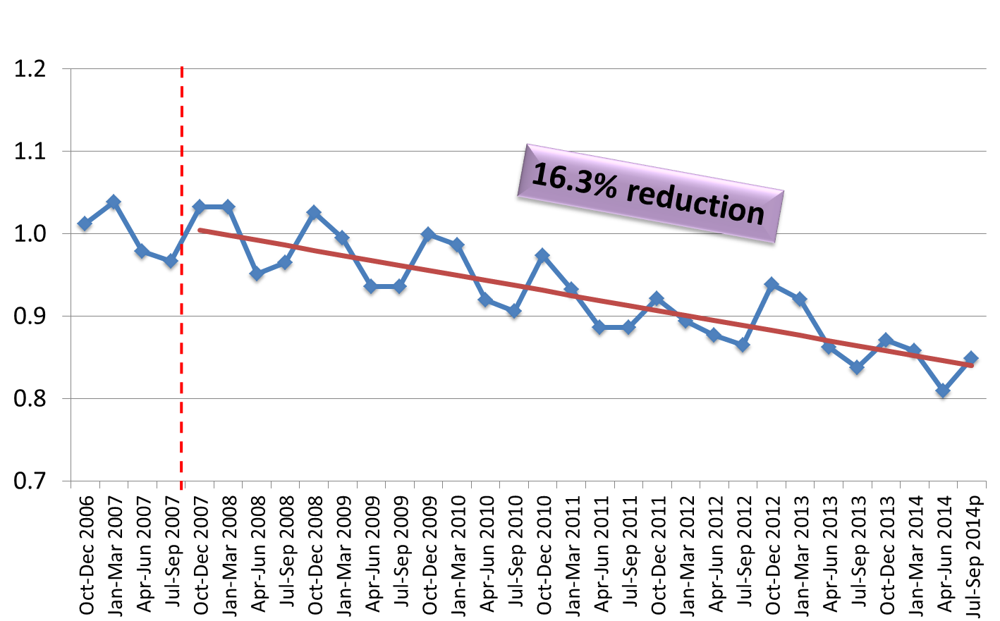 1.2
1.1
1.0
0.9
0.8
0.7
16.3% reduction
Oct-Dec 2006
Jan-Mar 2007
Apr-Jun 2007
Jul-Sep 2007
Oct-Dec 2007
Jan-Mar 2008
Apr-Jun 2008
Jul-Sep 2008
Oct-Dec 2008
Jan-Mar 2009
Apr-Jun 2009
Jul-Sep 2009
Oct-Dec 2009
Jan-Mar 2010
Apr-Jun 2010
Jul-Sep 2010
Oct-Dec 2010
Jan-Mar 2011
Apr-Jun 2011
Jul-Sep 2011
Oct-Dec 2011
Jan-Mar 2012
Apr-Jun 2012
Jul-Sep 2012
Oct-Dec 2012
Jan-Mar 2013
Apr-Jun 2013
Jul-Sep 2013
Oct-Dec 2013
Jan-Mar 2014
Apr-Jun 2014
Jul-Sep 2014p